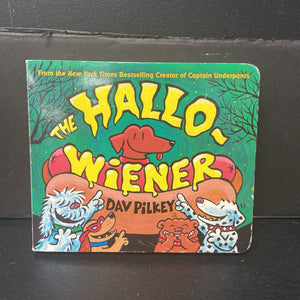 From the New York Times Bestselling Creator of Captain Underpants
THE
HALLO-
WIENER
DAV PILKEY